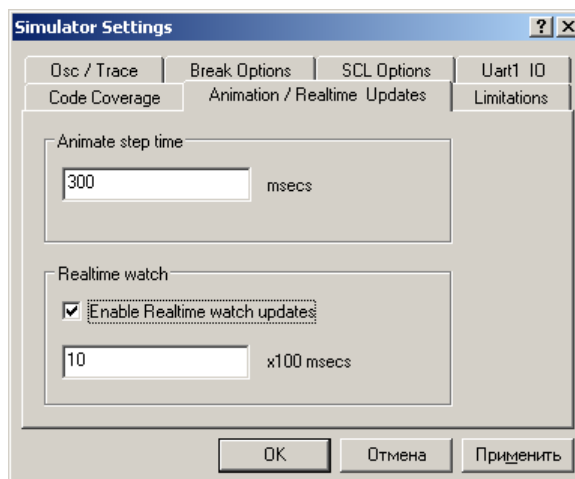 Simulator Settings
Osc / Trace Break Options SCL Options Uart1 IO
Code Coverage Animation / Realtime Updates Limitations
Animate step time
300 msecs
Realtime watch
Enable Realtime watch updates
10 x100 msecs
OK Отмена Применить